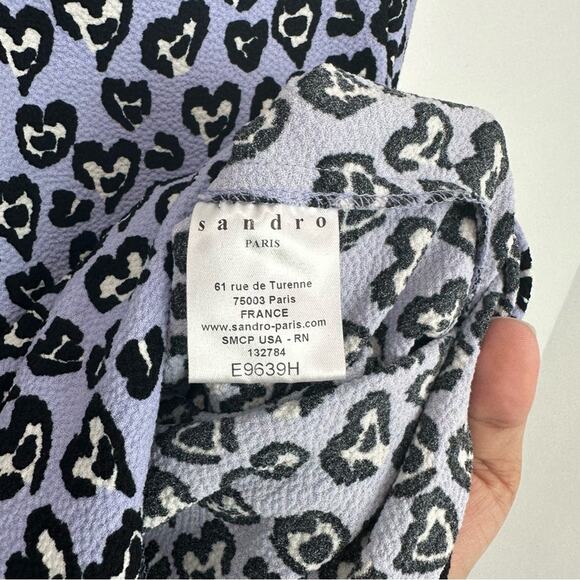 sandro
PARIS
61 rue de Turenne
75003 Paris
FRANCE
www.sandro-paris.com
SMCP USA - RN
132784
E9639H